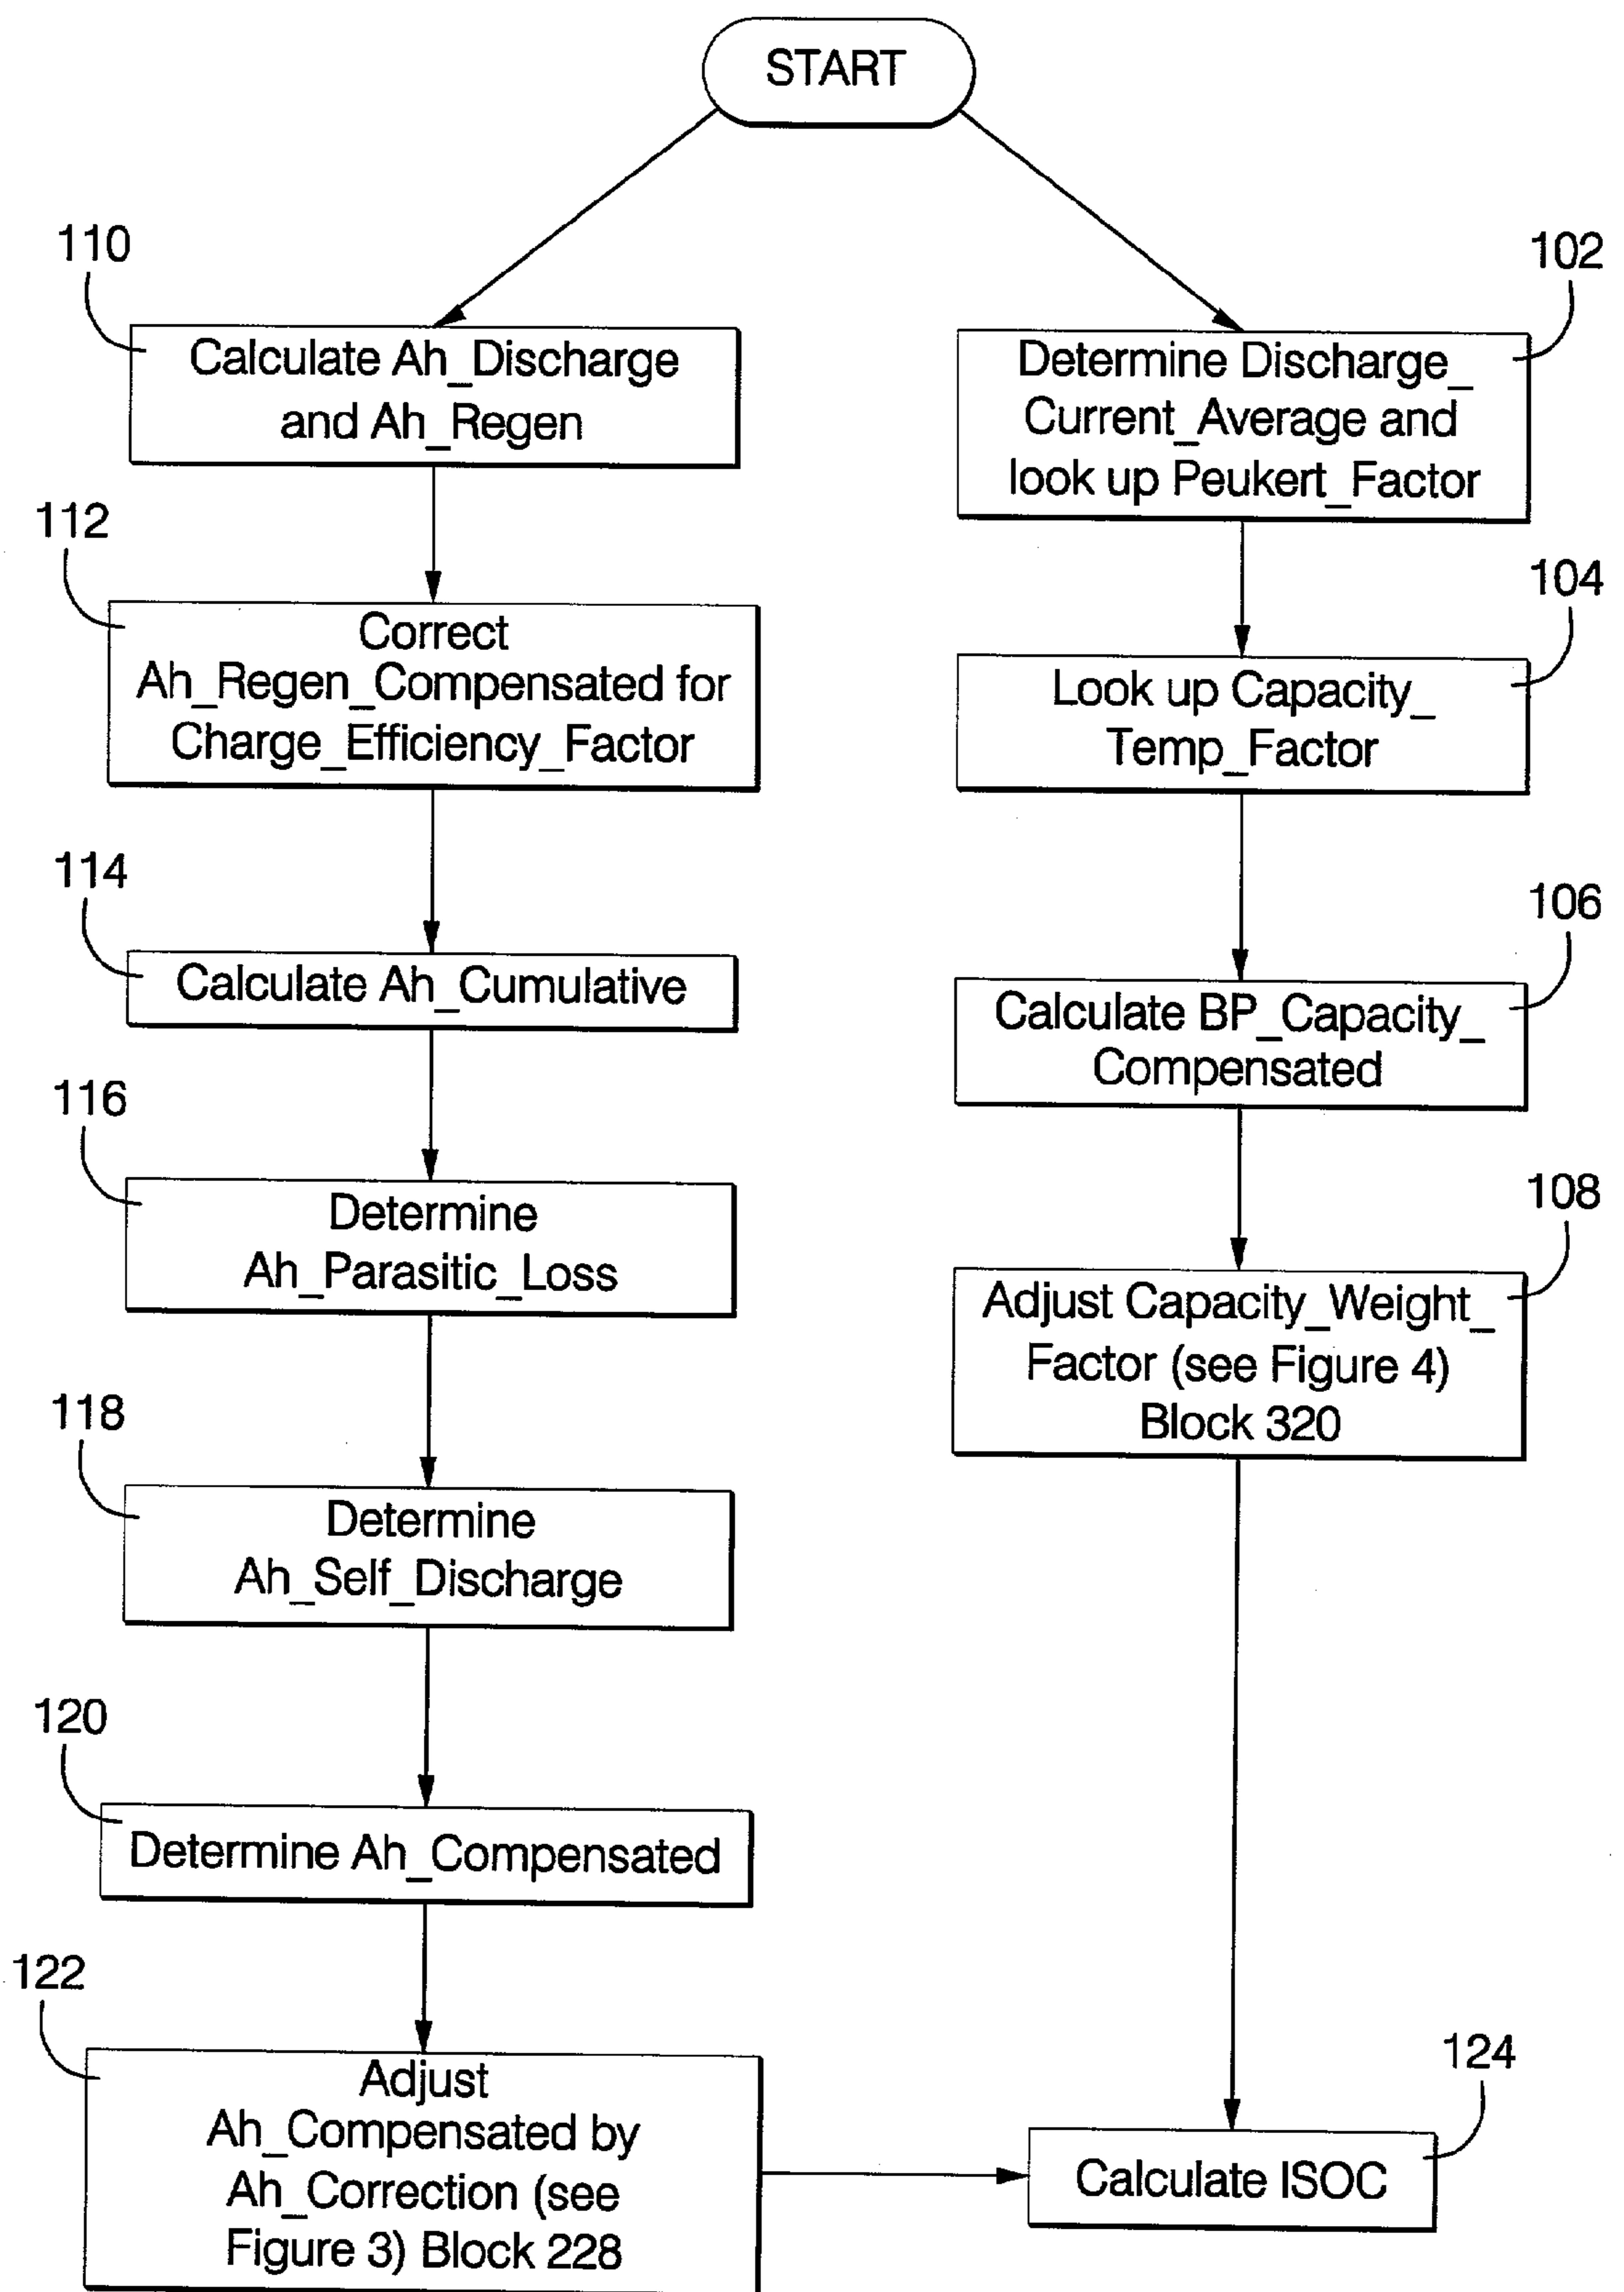 START
110
Calculate Ah_Discharge
and Ah_Regen
112
Correct
Ah_Regen_Compensated for
Charge_Efficiency_Factor
114
Calculate Ah_Cumulative
116
Determine
Ah_Parasitic_Loss
118
Determine
Ah_Self_Discharge
120
Determine Ah_Compensated
122
Adjust
Ah_Compensated by
Ah_Correction (see
Figure 3) Block 228
102
Determine Discharge_
Current_Average and
look up Peukert_Factor
104
Look up Capacity_
Temp_Factor
106
Calculate BP_Capacity_
Compensated
108
Adjust Capacity_Weight_
Factor (see Figure 4)
Block 320
124
Calculate ISOC